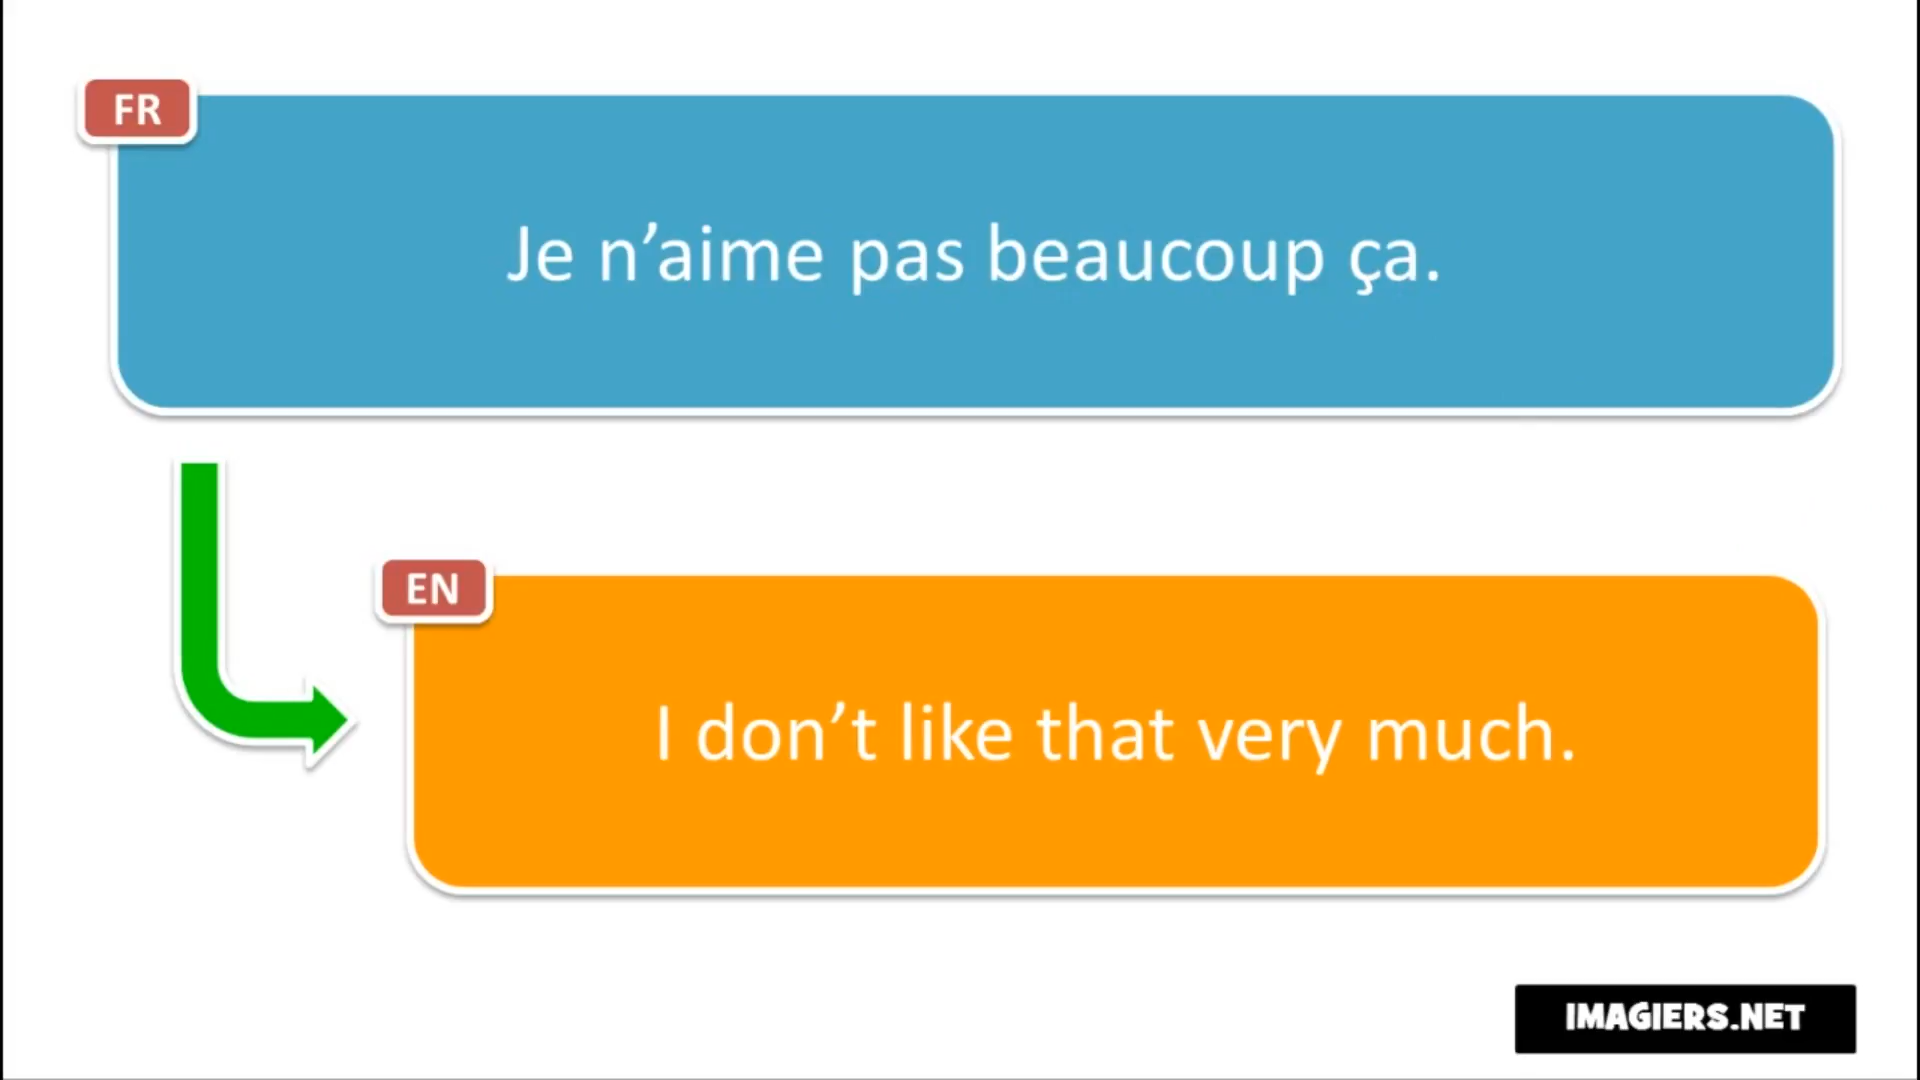 FR
Je n’aime pas beaucoup ça.
EN
I don’t like that very much.
IMAGIERS.NET